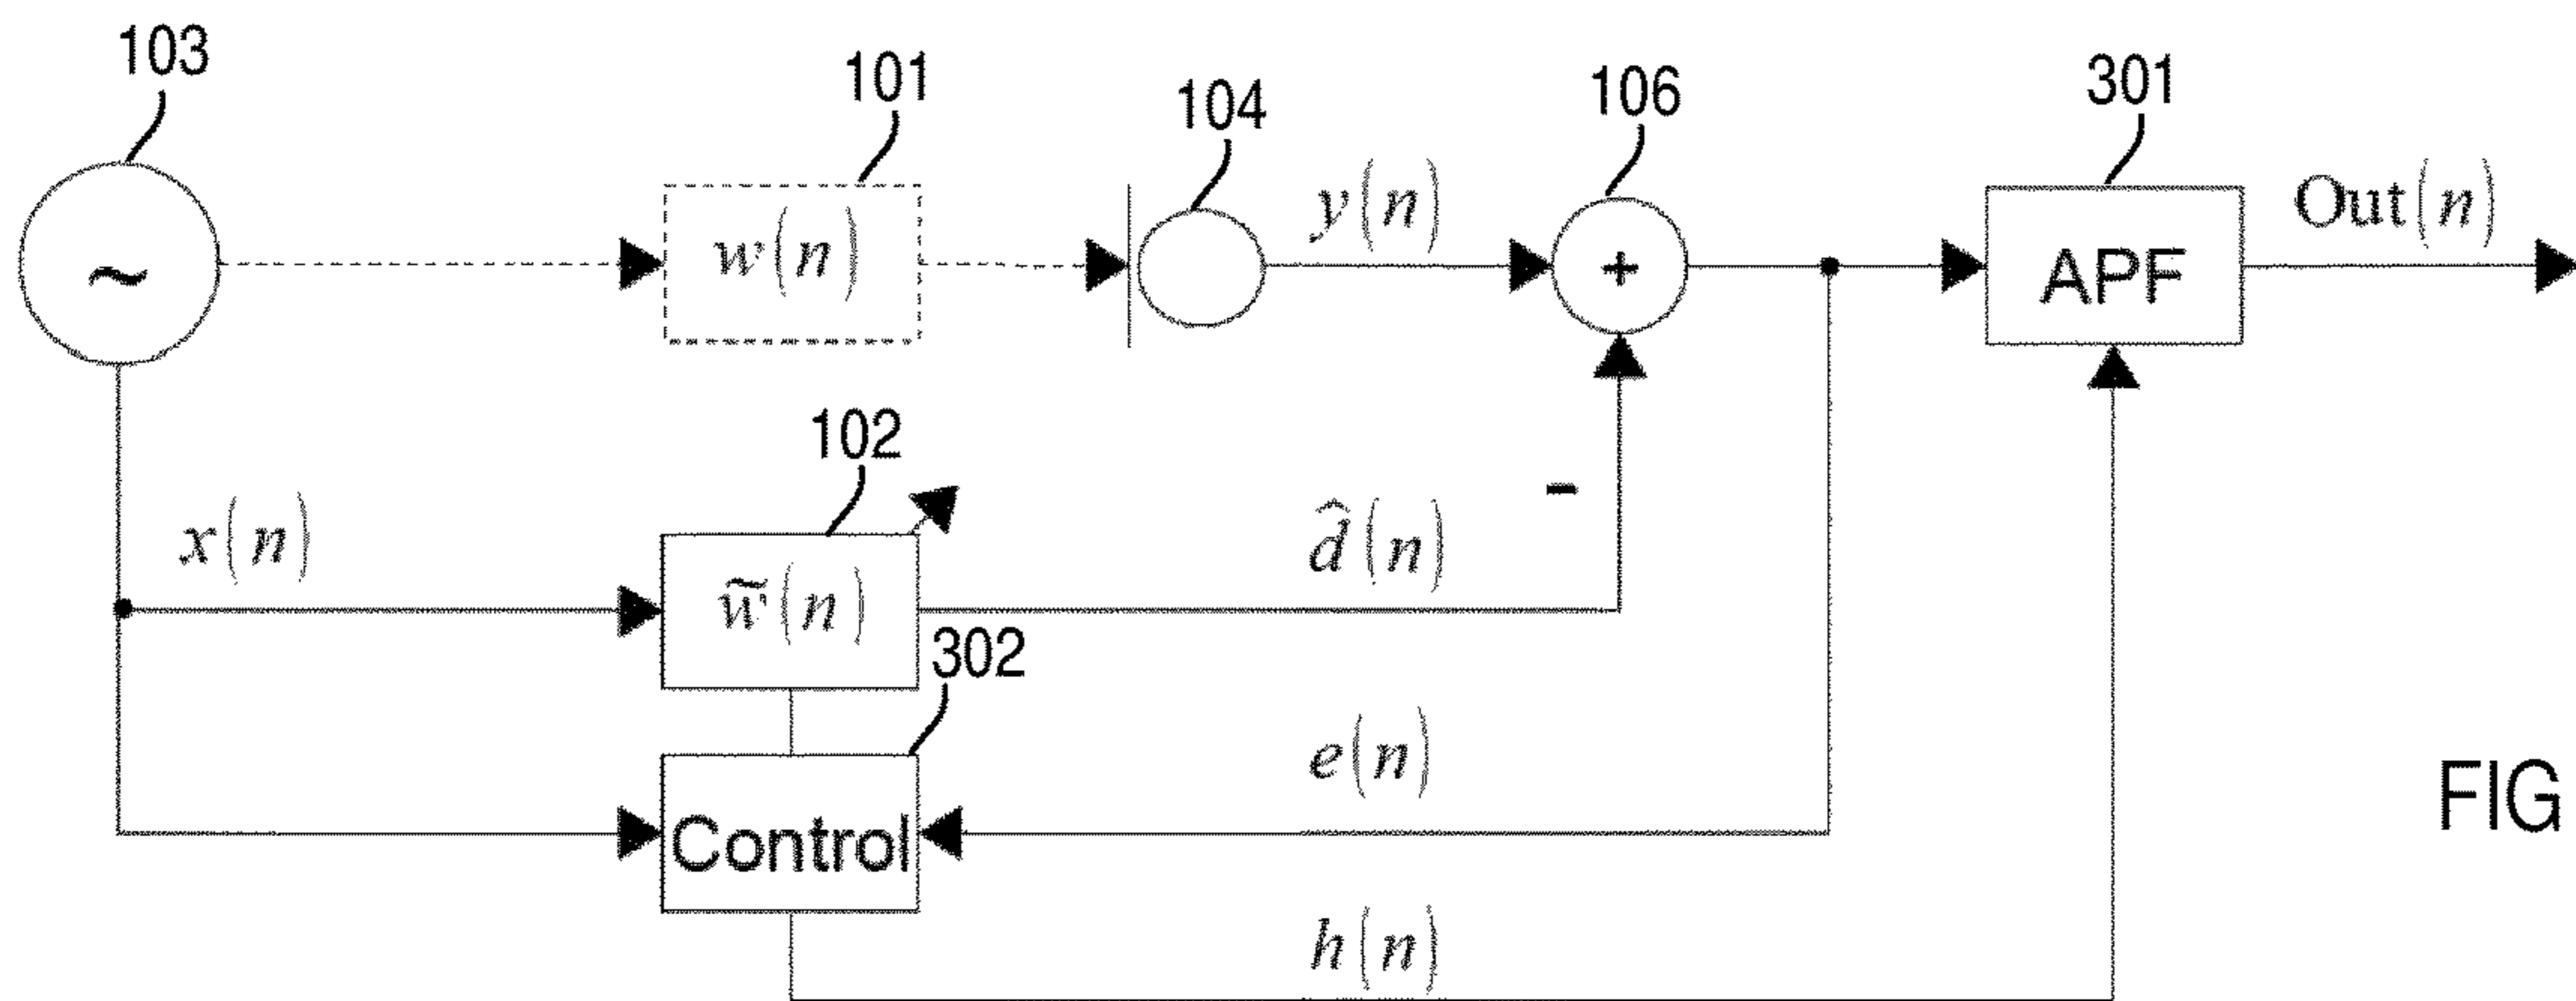 103
101
104
106
301
~
w(n)
y(n)
+
APF
Out(n)
102
x(n)
w̃(n)
-
d̂(n)
302
Control
e(n)
FIG
h(n)